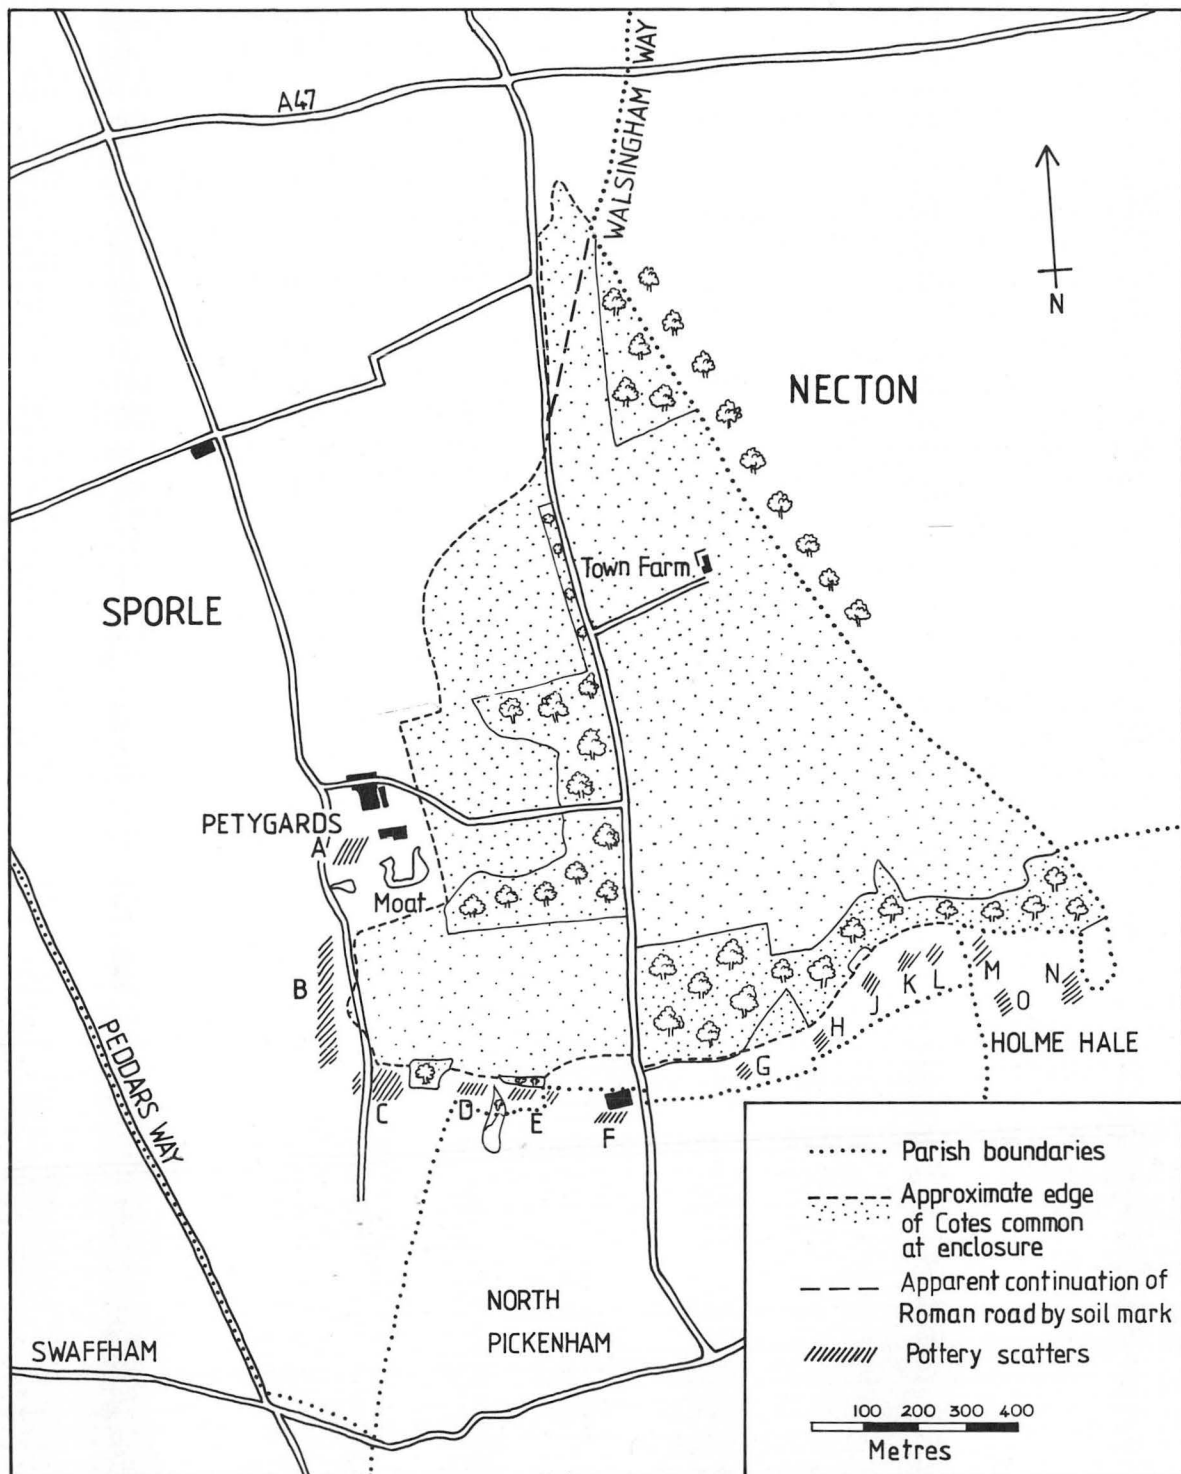 A47
WALSINGHAM WAY
N
NECTON
SPORLE
Town Farm
PETYGARDS
A
Moat
B
PEDDARS WAY
C
D
E
F
G
H
J
K
L
M
N
O
HOLME HALE
NORTH
PICKENHAM
SWAFFHAM
Parish boundaries
Approximate edge
of Cotes common
at enclosure
Apparent continuation of
Roman road by soil mark
Pottery scatters
100 200 300 400
Metres